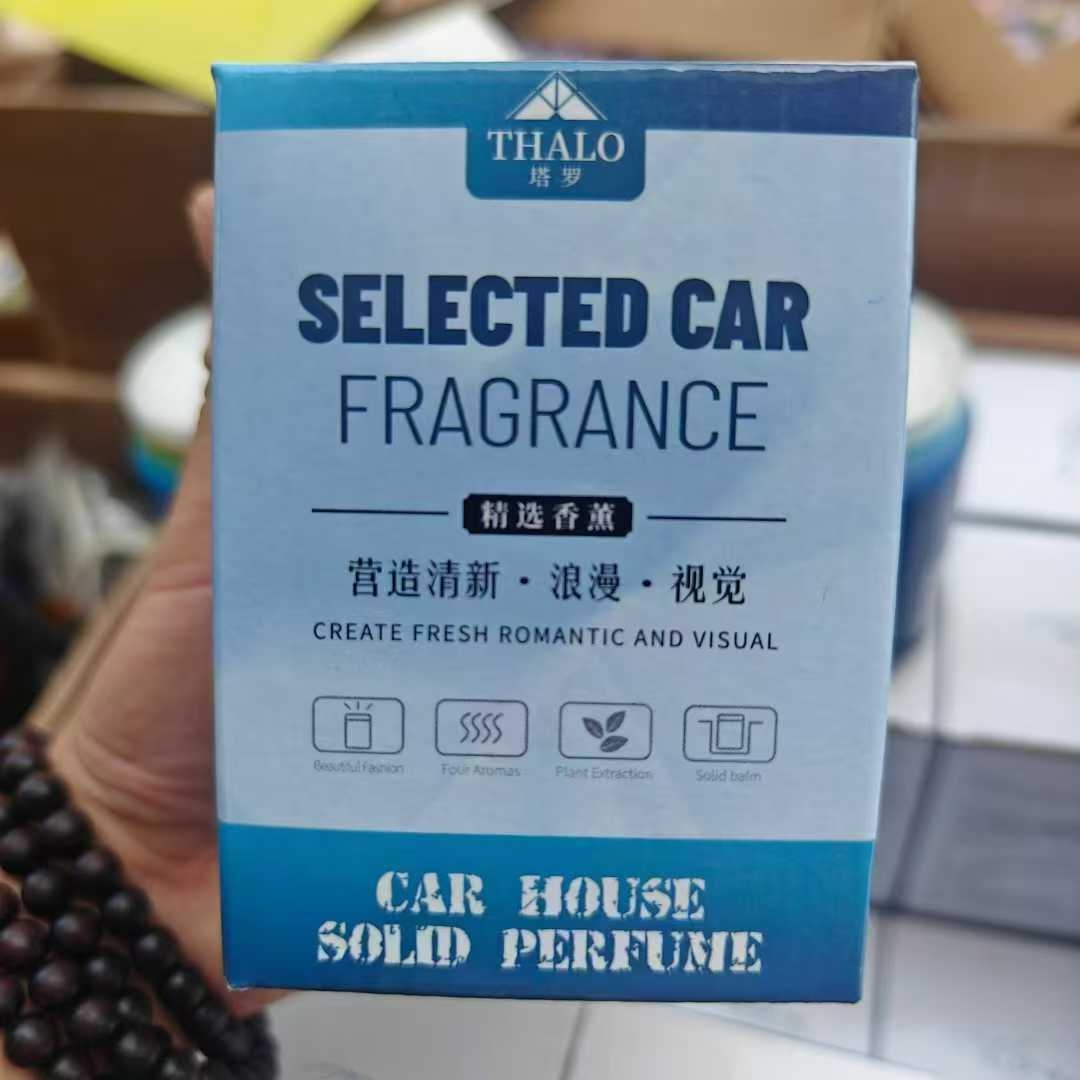 THALO
塔罗
SELECTED CAR
FRAGRANCE
精选香薰
营造清新·浪漫·视觉
CREATE FRESH ROMANTIC AND VISUAL
Beautiful Fashion
Four Aromas
Plant Extraction
Solid balm
CAR HOUSE
SOLID PERFUME